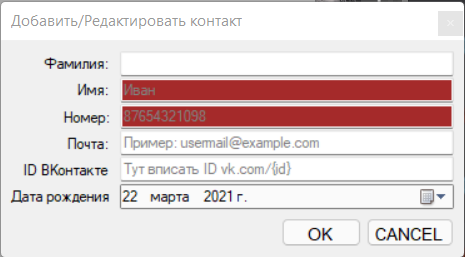 Добавить/Редактировать контакт
Фамилия:
Имя: Иван
Номер: 87654321098
Почта: Пример: usermail@example.com
ID ВКонтакте Тут вписать ID vk.com/{id}
Дата рождения 22 марта 2021 г.
OK CANCEL